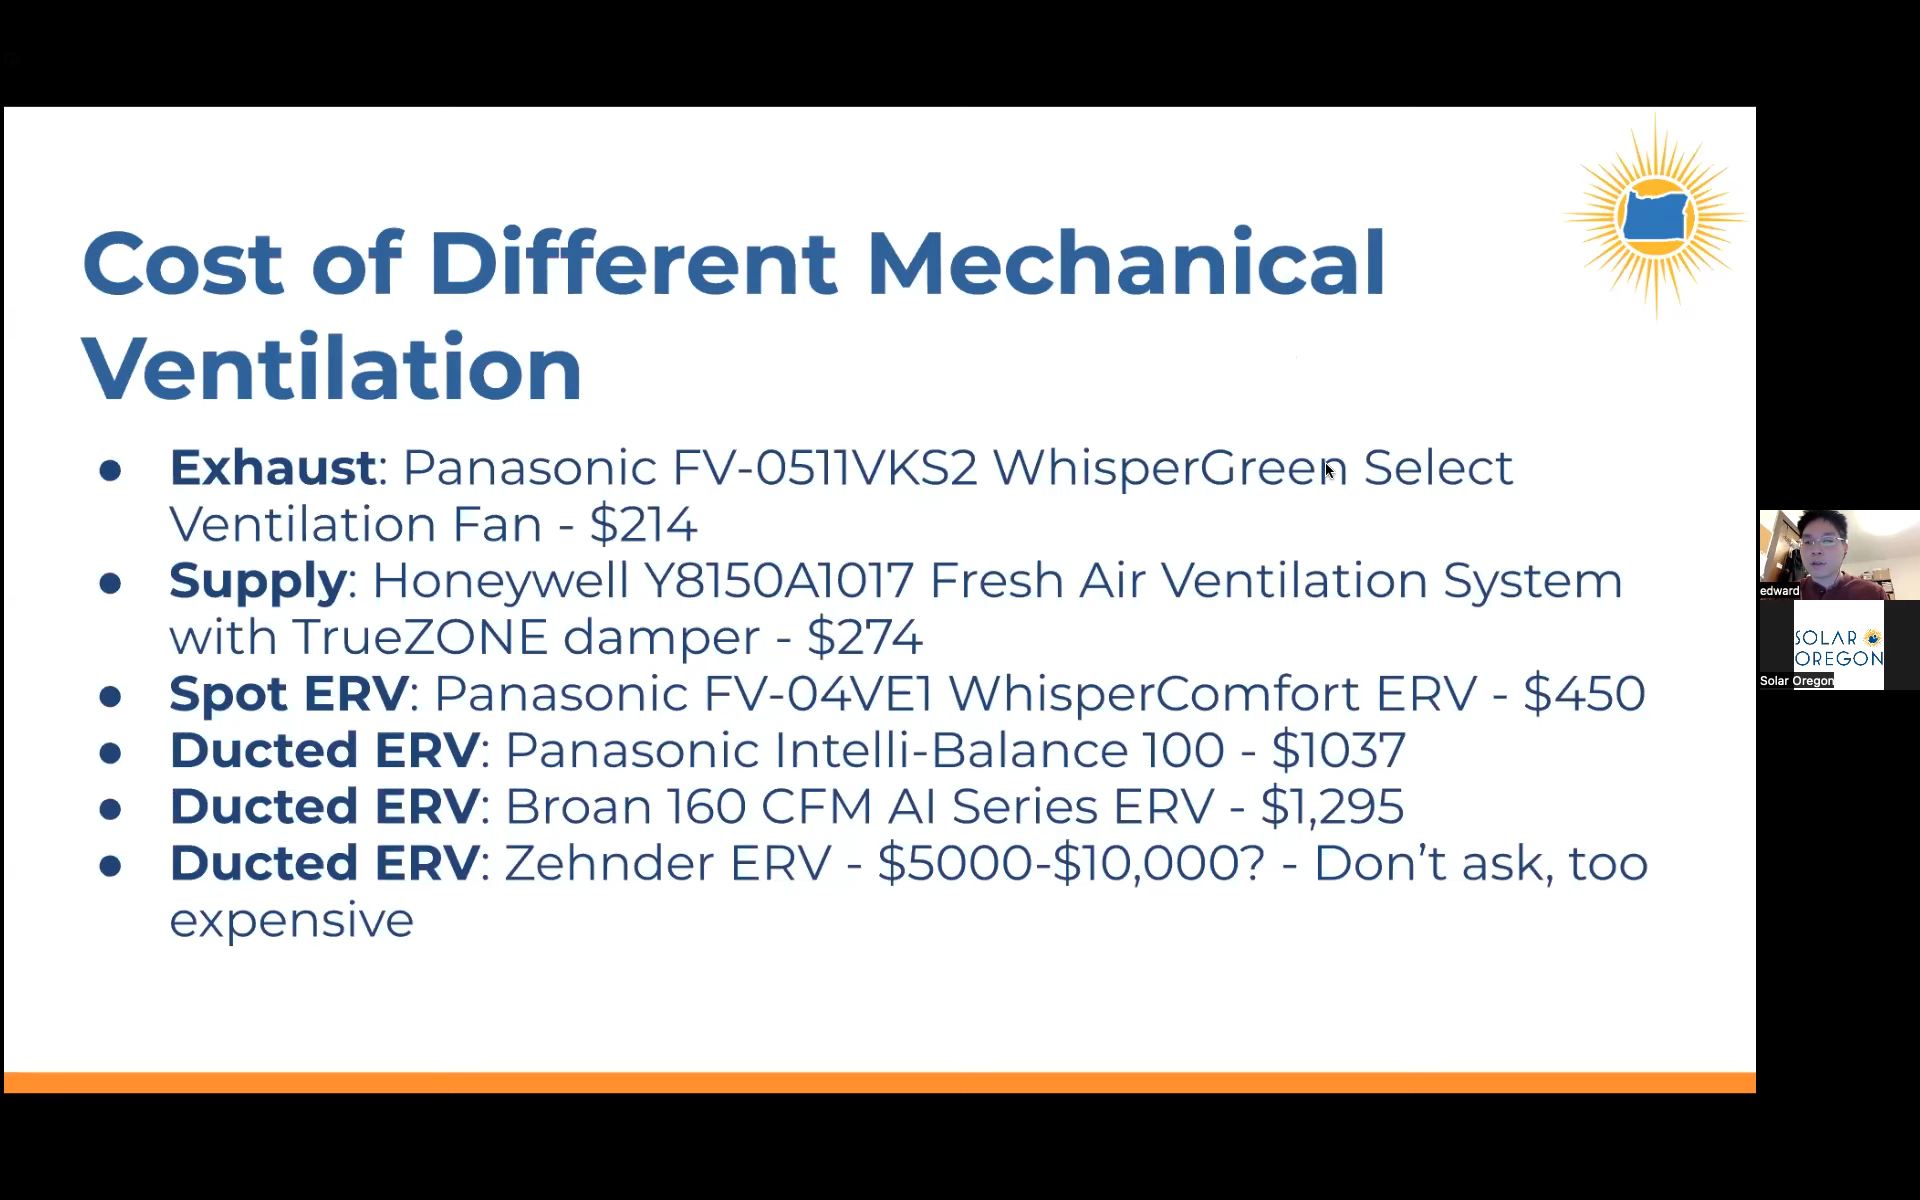 Cost of Different Mechanical
Ventilation
● Exhaust: Panasonic FV-0511VKS2 WhisperGreen Select
Ventilation Fan - $214
● Supply: Honeywell Y8150A1017 Fresh Air Ventilation System
with TrueZONE damper - $274
● Spot ERV: Panasonic FV-04VE1 WhisperComfort ERV - $450
● Ducted ERV: Panasonic Intelli-Balance 100 - $1037
● Ducted ERV: Broan 160 CFM AI Series ERV - $1,295
● Ducted ERV: Zehnder ERV - $5000-$10,000? - Don’t ask, too
expensive
edward
SOLAR
OREGON
Solar Oregon